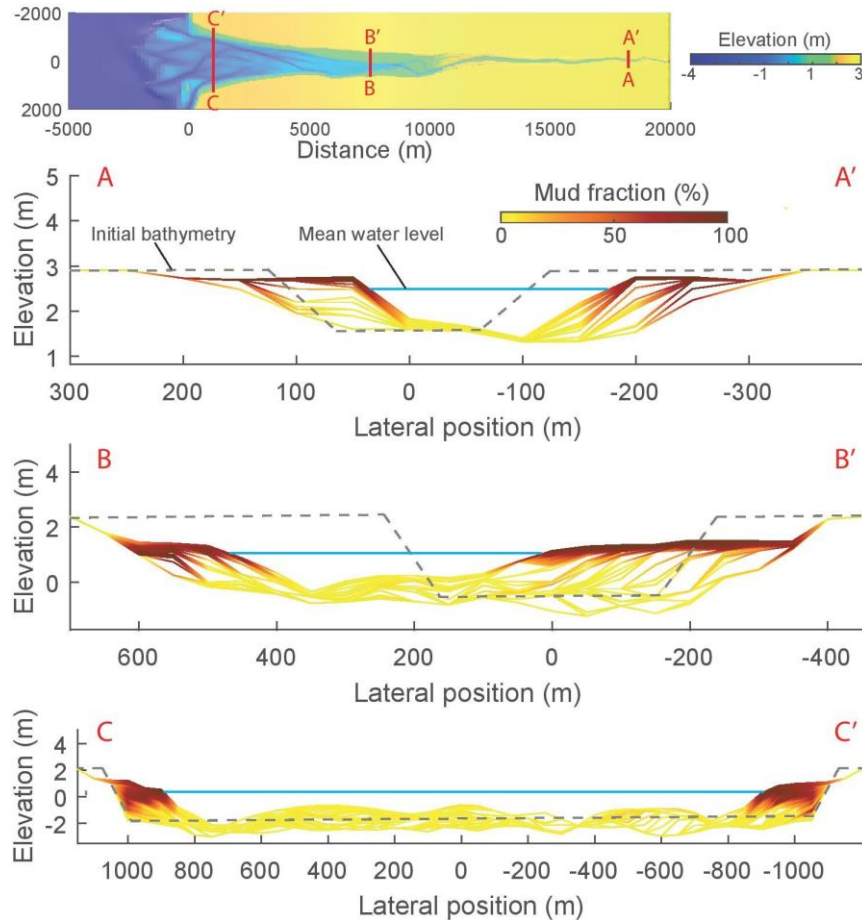 -2000
0
2000
C'
C
B'
B
A'
A
-5000 0 5000 10000 15000 20000
Distance (m)
Elevation (m)
-4 -1 1 3
A A'
Mud fraction (%)
0 50 100
Initial bathymetry Mean water level
Elevation (m)
5
4
3
2
1
300 200 100 0 -100 -200 -300
Lateral position (m)
B B'
Elevation (m)
4
2
0
600 400 200 0 -200 -400
Lateral position (m)
C C'
Elevation (m)
4
2
0
-2
1000 800 600 400 200 0 -200 -400 -600 -800 -1000
Lateral position (m)